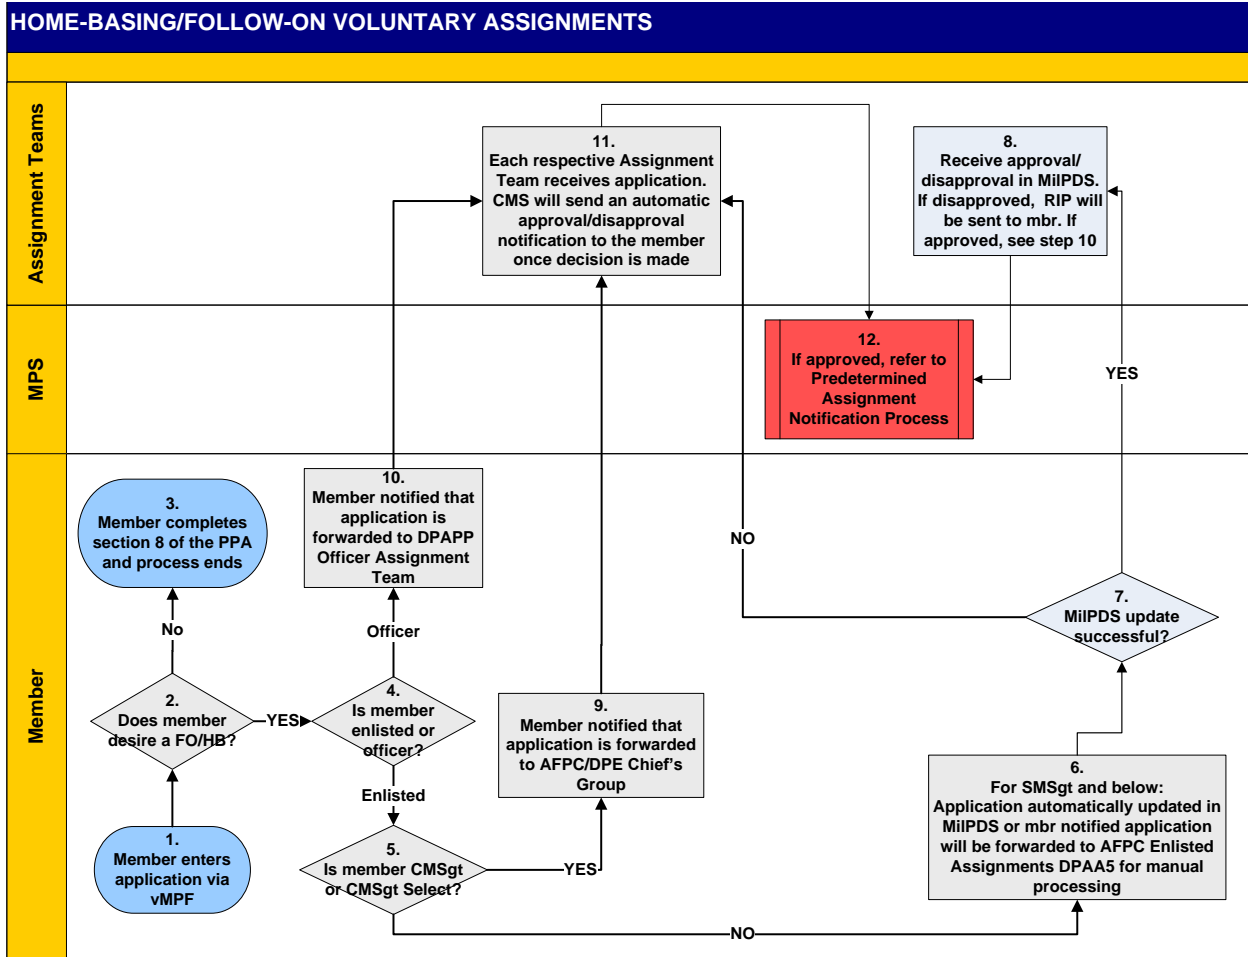 HOME-BASING/FOLLOW-ON VOLUNTARY ASSIGNMENTS
Assignment Teams
11.
Each respective Assignment
Team receives application.
CMS will send an automatic
approval/disapproval
notification to the member
once decision is made
8.
Receive approval/
disapproval in MilPDS.
If disapproved, RIP will
be sent to mbr. If
approved, see step 10
MPS
12.
If approved, refer to
Predetermined
Assignment
Notification Process
YES
Member
3.
Member completes
section 8 of the PPA
and process ends
10.
Member notified that
application is
forwarded to DPAPP
Officer Assignment
Team
NO
No
Officer
7.
MilPDS update
successful?
2.
Does member
desire a FO/HB?
YES
4.
Is member
enlisted or
officer?
9.
Member notified that
application is forwarded
to AFPC/DPE Chief's
Group
Enlisted
6.
For SMSgt and below:
Application automatically updated in
MilPDS or mbr notified application
will be forwarded to AFPC Enlisted
Assignments DPAA5 for manual
processing
1.
Member enters
application via
vMPF
5.
Is member CMSgt
or CMSgt Select?
YES
NO